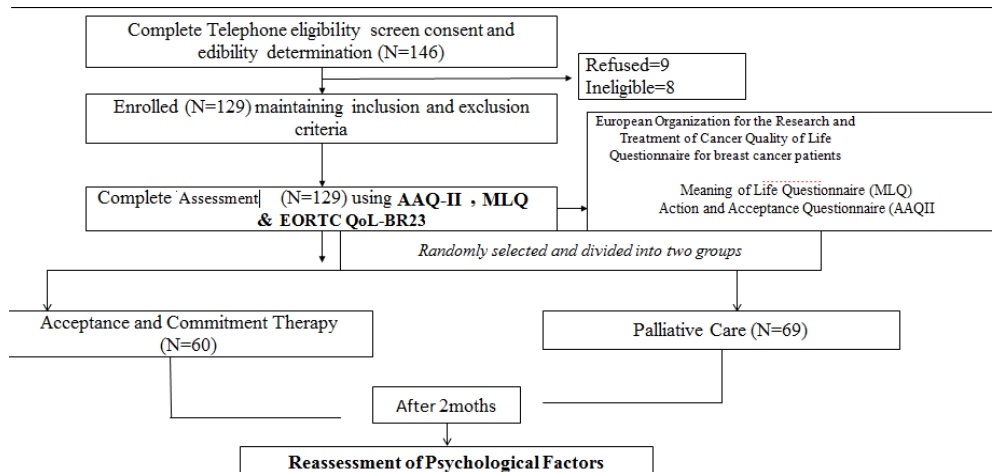 Complete Telephone eligibility screen consent and
edibility determination (N=146)
Refused=9
Ineligible=8
Enrolled (N=129) maintaining inclusion and exclusion
criteria
European Organization for the Research and
Treatment of Cancer Quality of Life
Questionnaire for breast cancer patients
Meaning of Life Questionnaire (MLQ)
Action and Acceptance Questionnaire (AAQII
Complete Assessment (N=129) using AAQ-II , MLQ
& EORTC QoL-BR23
Randomly selected and divided into two groups
Acceptance and Commitment Therapy
(N=60)
Palliative Care (N=69)
After 2moths
Reassessment of Psychological Factors